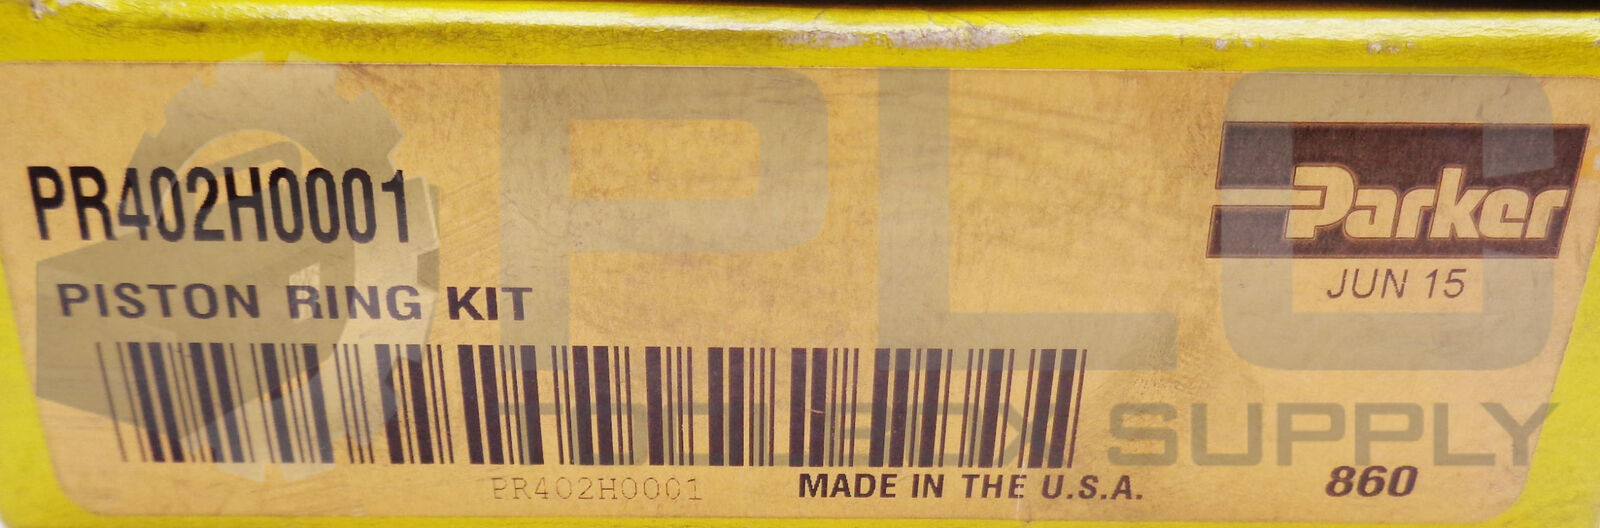 PR402H0001
PISTON RING KIT
Parker
JUN 15
PR402H0001
MADE IN THE U.S.A.
860
PLC
SUPPLY